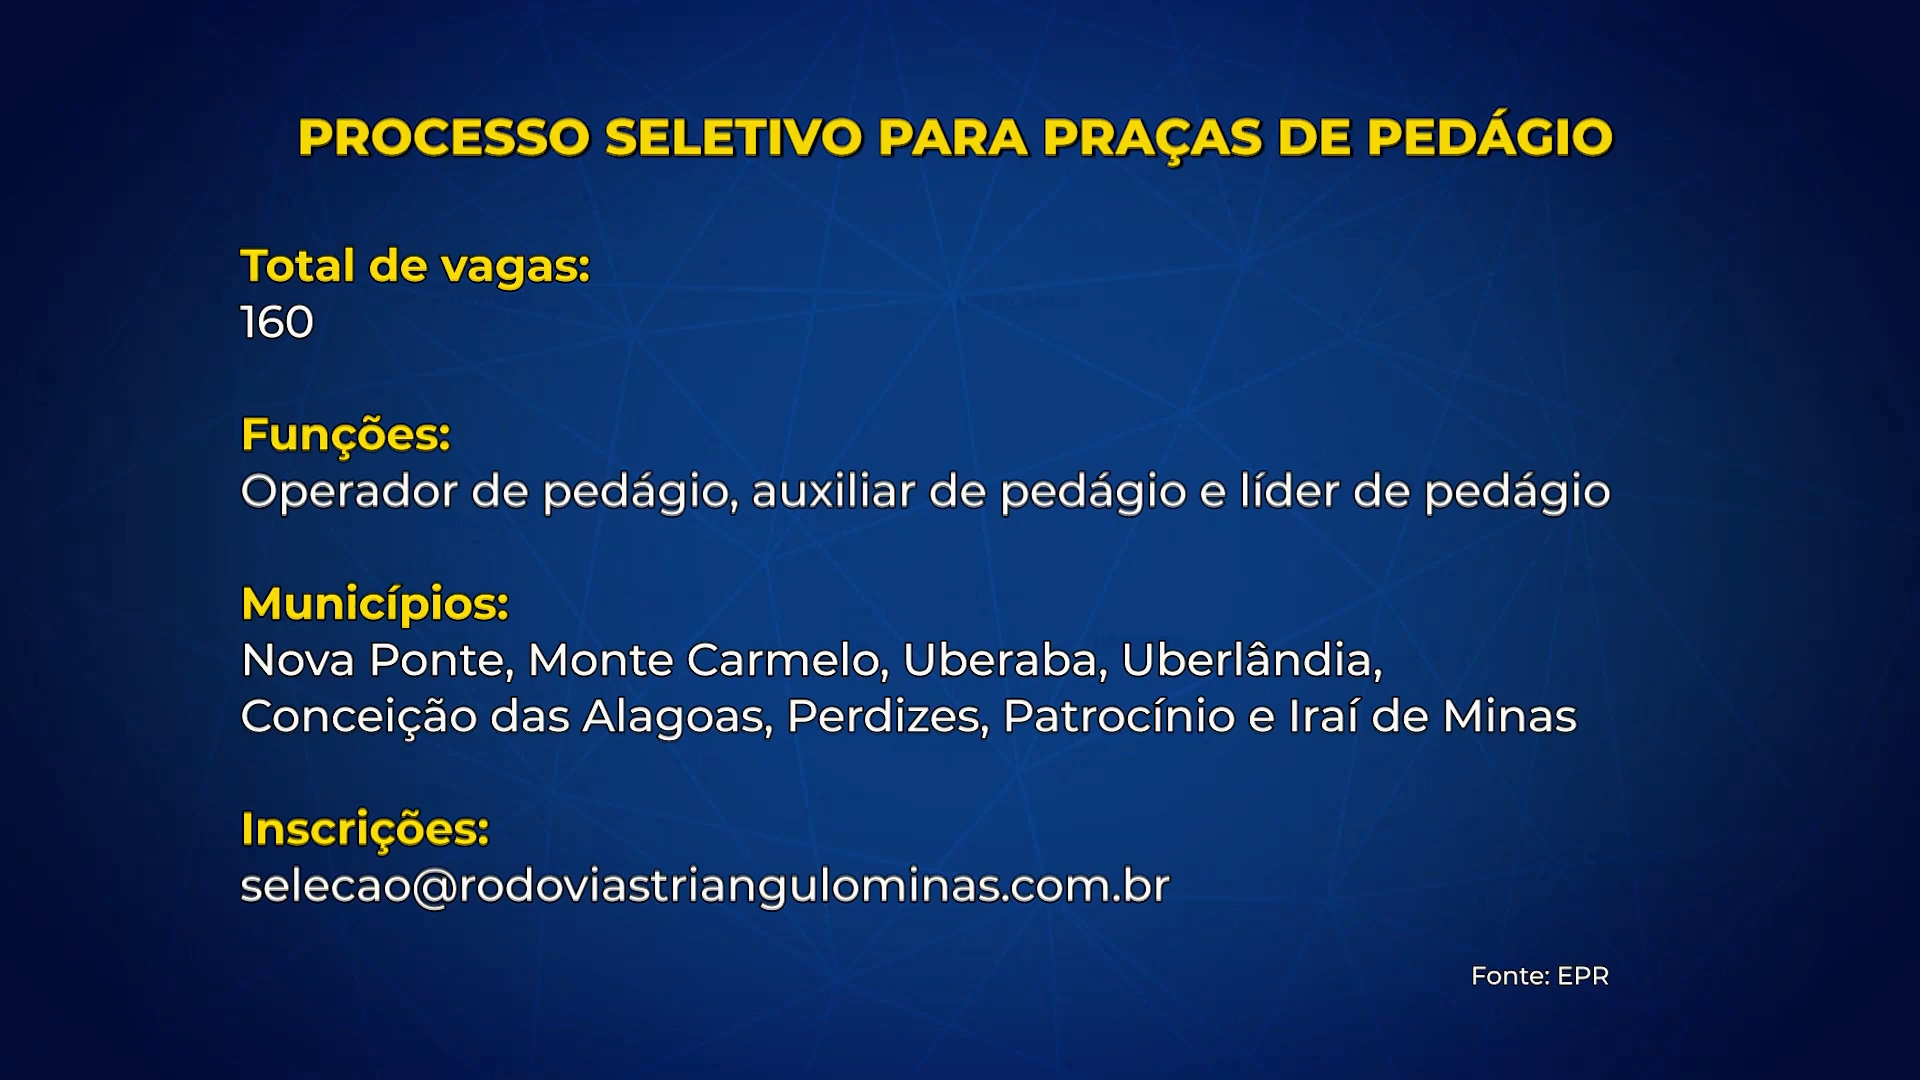 PROCESSO SELETIVO PARA PRAÇAS DE PEDÁGIO
Total de vagas:
160
Funções:
Operador de pedágio, auxiliar de pedágio e líder de pedágio
Municípios:
Nova Ponte, Monte Carmelo, Uberaba, Uberlândia,
Conceição das Alagoas, Perdizes, Patrocínio e Iraí de Minas
Inscrições:
selecao@rodoviastriangulominas.com.br
Fonte: EPR